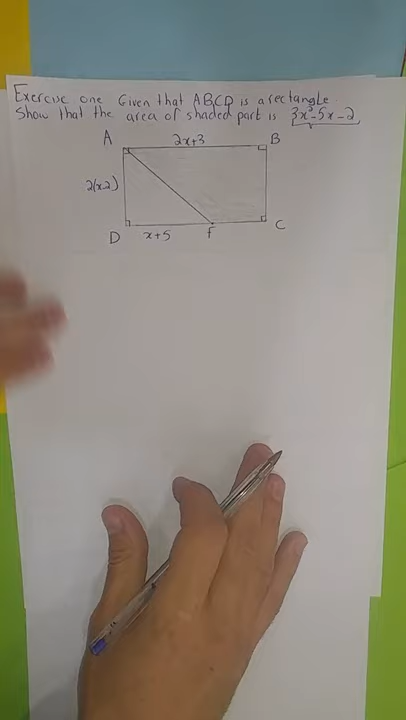 Exercise one Given that ABCD is a rectangle.
Show that the area of shaded part is 3x²-5x-2
A 2x+3 B
2(x-2)
D x+5 f C